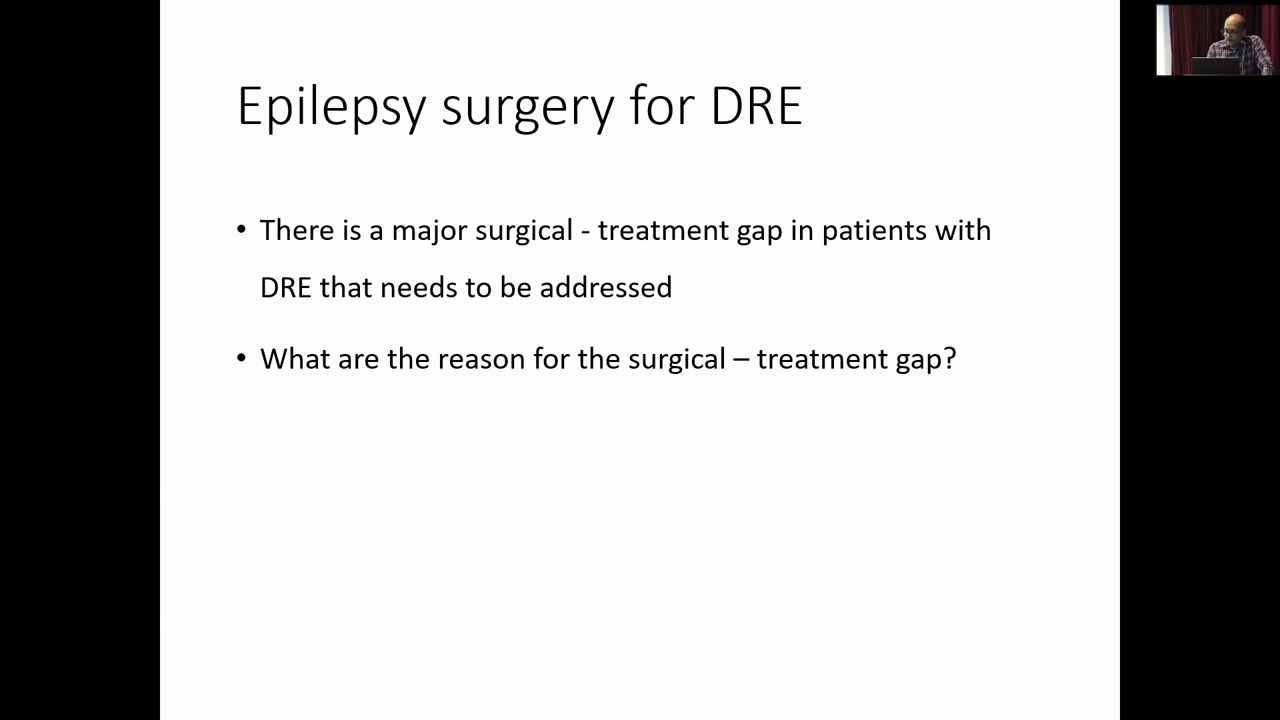 Epilepsy surgery for DRE
• There is a major surgical - treatment gap in patients with
DRE that needs to be addressed
• What are the reason for the surgical – treatment gap?